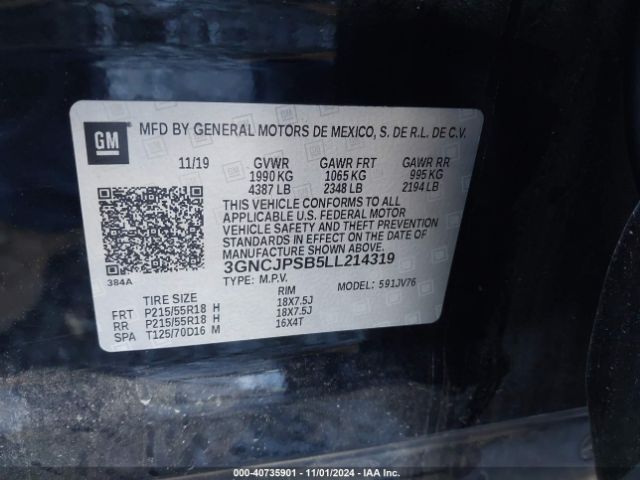 GM
MFD BY GENERAL MOTORS DE MEXICO, S. DE R.L. DE C.V.
11/19 GVWR GAWR FRT GAWR RR
1990 KG 1065 KG 995 KG
4387 LB 2348 LB 2194 LB
THIS VEHICLE CONFORMS TO ALL
APPLICABLE U.S. FEDERAL MOTOR
VEHICLE SAFETY AND THEFT PREVENTION
STANDARDS IN EFFECT ON THE DATE OF
MANUFACTURE SHOWN ABOVE.
384A 3GNCJPSB5LL214319
TYPE: M.P.V. MODEL: 591JV76
TIRE SIZE RIM
FRT P215/55R18 H 18X7.5J
RR P215/55R18 H 18X7.5J
SPA T125/70D16 M 16X4T
000-40735901 - 11/01/2024 - IAA Inc.